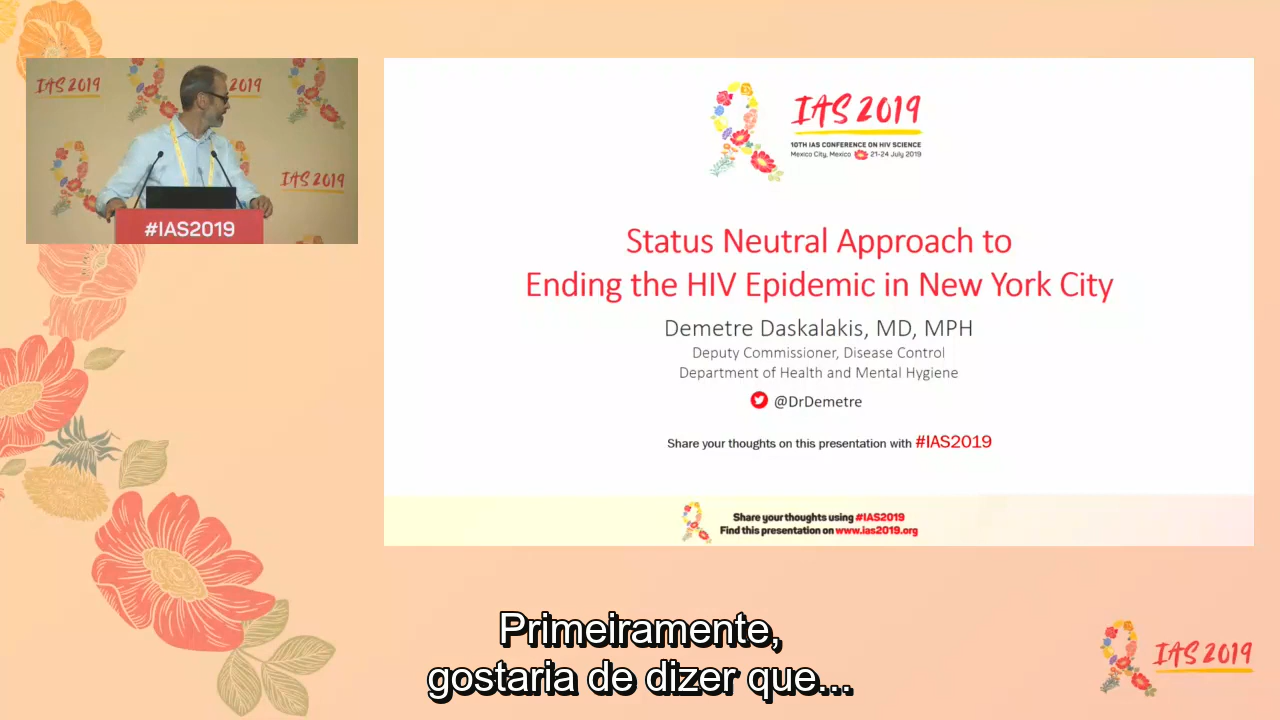 IAS 2019
2019
IAS 2019
#IAS2019
IAS 2019
10TH IAS CONFERENCE ON HIV SCIENCE
Mexico City, Mexico 21-24 July 2019
Status Neutral Approach to
Ending the HIV Epidemic in New York City
Demetre Daskalakis, MD, MPH
Deputy Commissioner, Disease Control
Department of Health and Mental Hygiene
@DrDemetre
Share your thoughts on this presentation with #IAS2019
Share your thoughts using #IAS2019
Find this presentation on www.ias2019.org
Primeiramente,
gostaria de dizer que...
IAS 2019